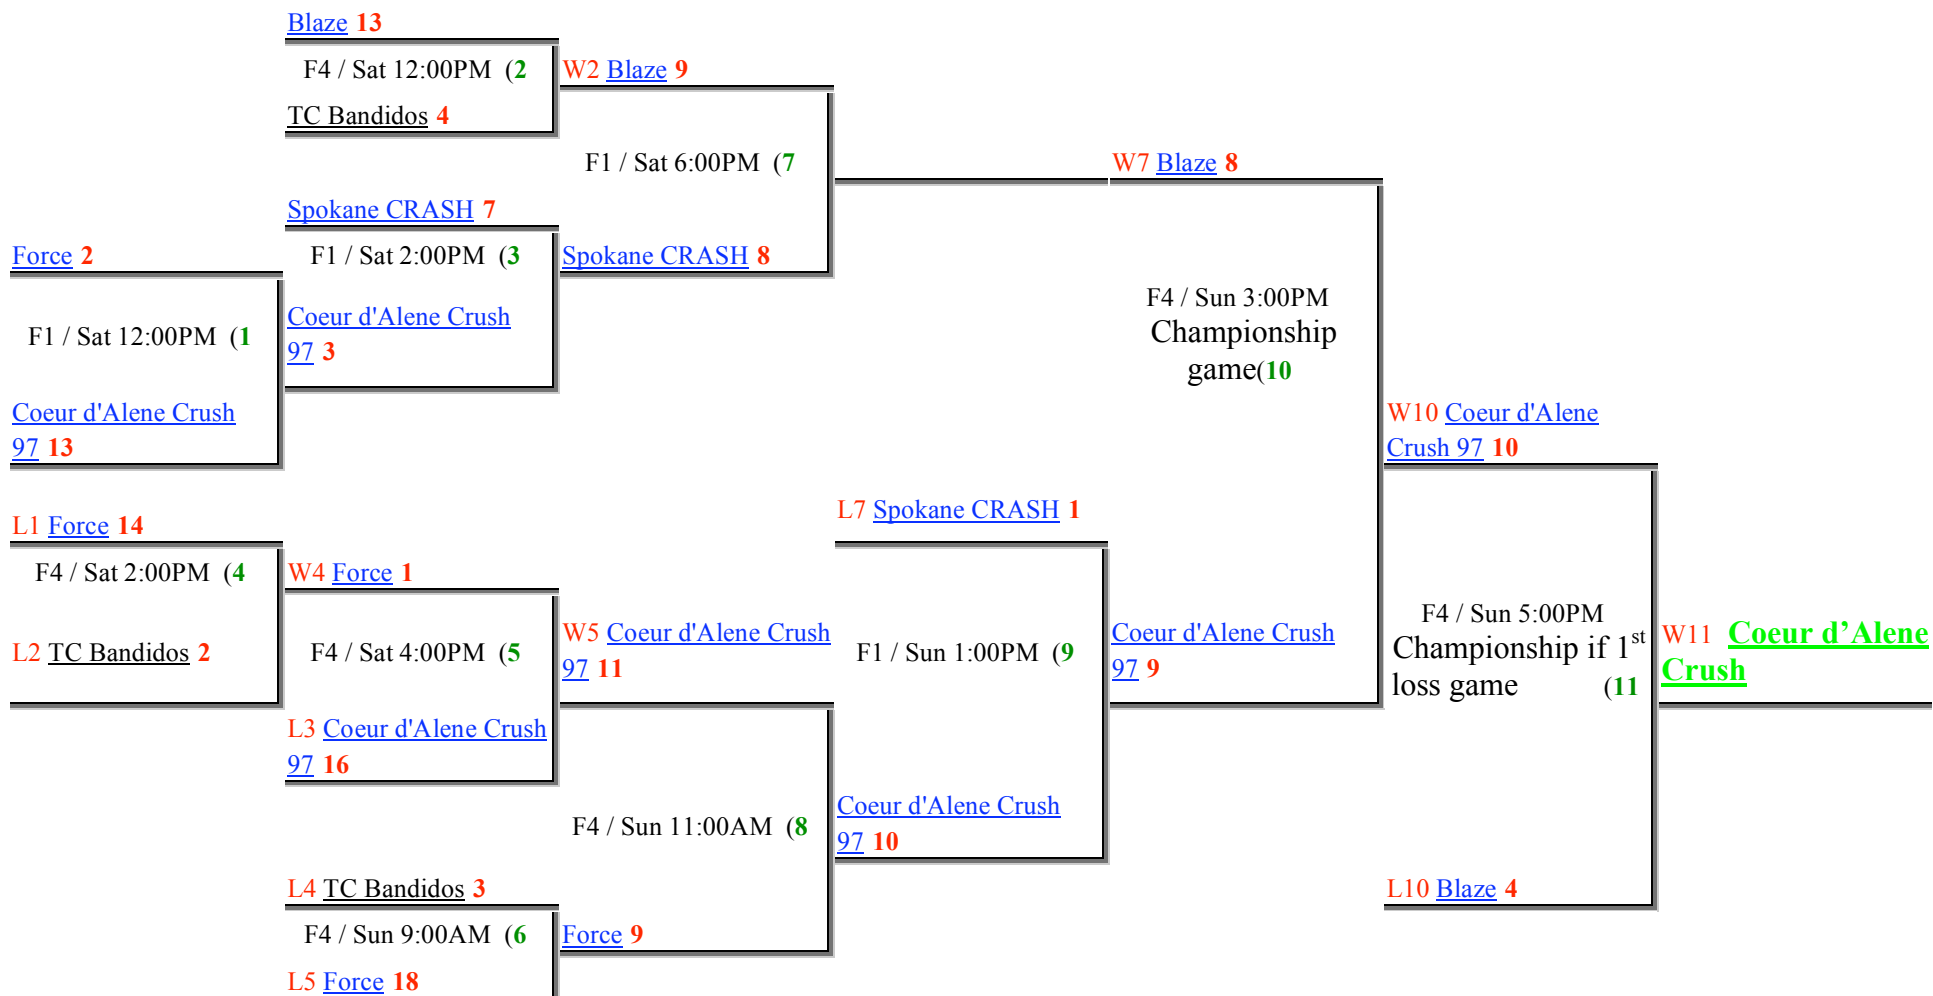 Blaze 13
F4 / Sat 12:00PM (2
TC Bandidos 4
W2 Blaze 9
F1 / Sat 6:00PM (7
Spokane CRASH 7
F1 / Sat 2:00PM (3
Coeur d'Alene Crush
97 3
Spokane CRASH 8
Force 2
F1 / Sat 12:00PM (1
Coeur d'Alene Crush
97 13
W7 Blaze 8
F4 / Sun 3:00PM
Championship
game(10
W10 Coeur d'Alene
Crush 97 10
L1 Force 14
F4 / Sat 2:00PM (4
L2 TC Bandidos 2
W4 Force 1
F4 / Sat 4:00PM (5
L3 Coeur d'Alene Crush
97 16
W5 Coeur d'Alene Crush
97 11
F4 / Sun 11:00AM (8
L7 Spokane CRASH 1
F1 / Sun 1:00PM (9
Coeur d'Alene Crush
97 10
Coeur d'Alene Crush
97 9
F4 / Sun 5:00PM
Championship if 1st
loss game (11
W11 Coeur d’Alene
Crush
L4 TC Bandidos 3
F4 / Sun 9:00AM (6
L5 Force 18
Force 9
L10 Blaze 4